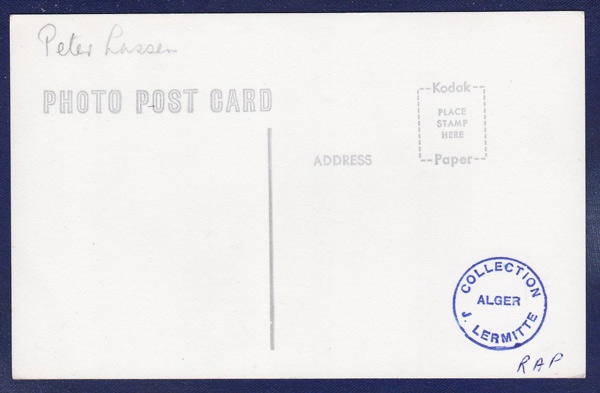 Peter Lassen
PHOTO POST CARD
Kodak
PLACE
STAMP
HERE
Paper
ADDRESS
COLLECTION
ALGER
J. LERMITTE
RAP